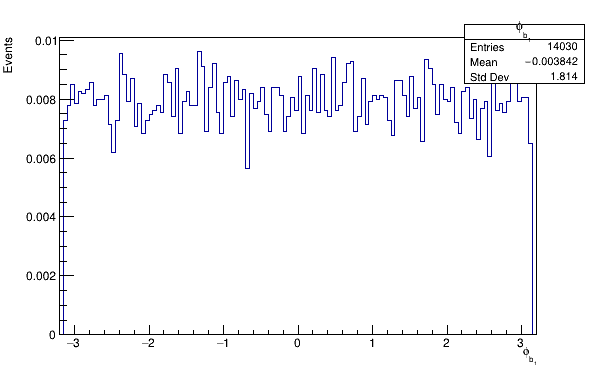 ϕ_b₁
Entries 14030
Mean −0.003842
Std Dev 1.814
Events
0.01
0.008
0.006
0.004
0.002
0
−3 −2 −1 0 1 2 3
ϕ_b₁